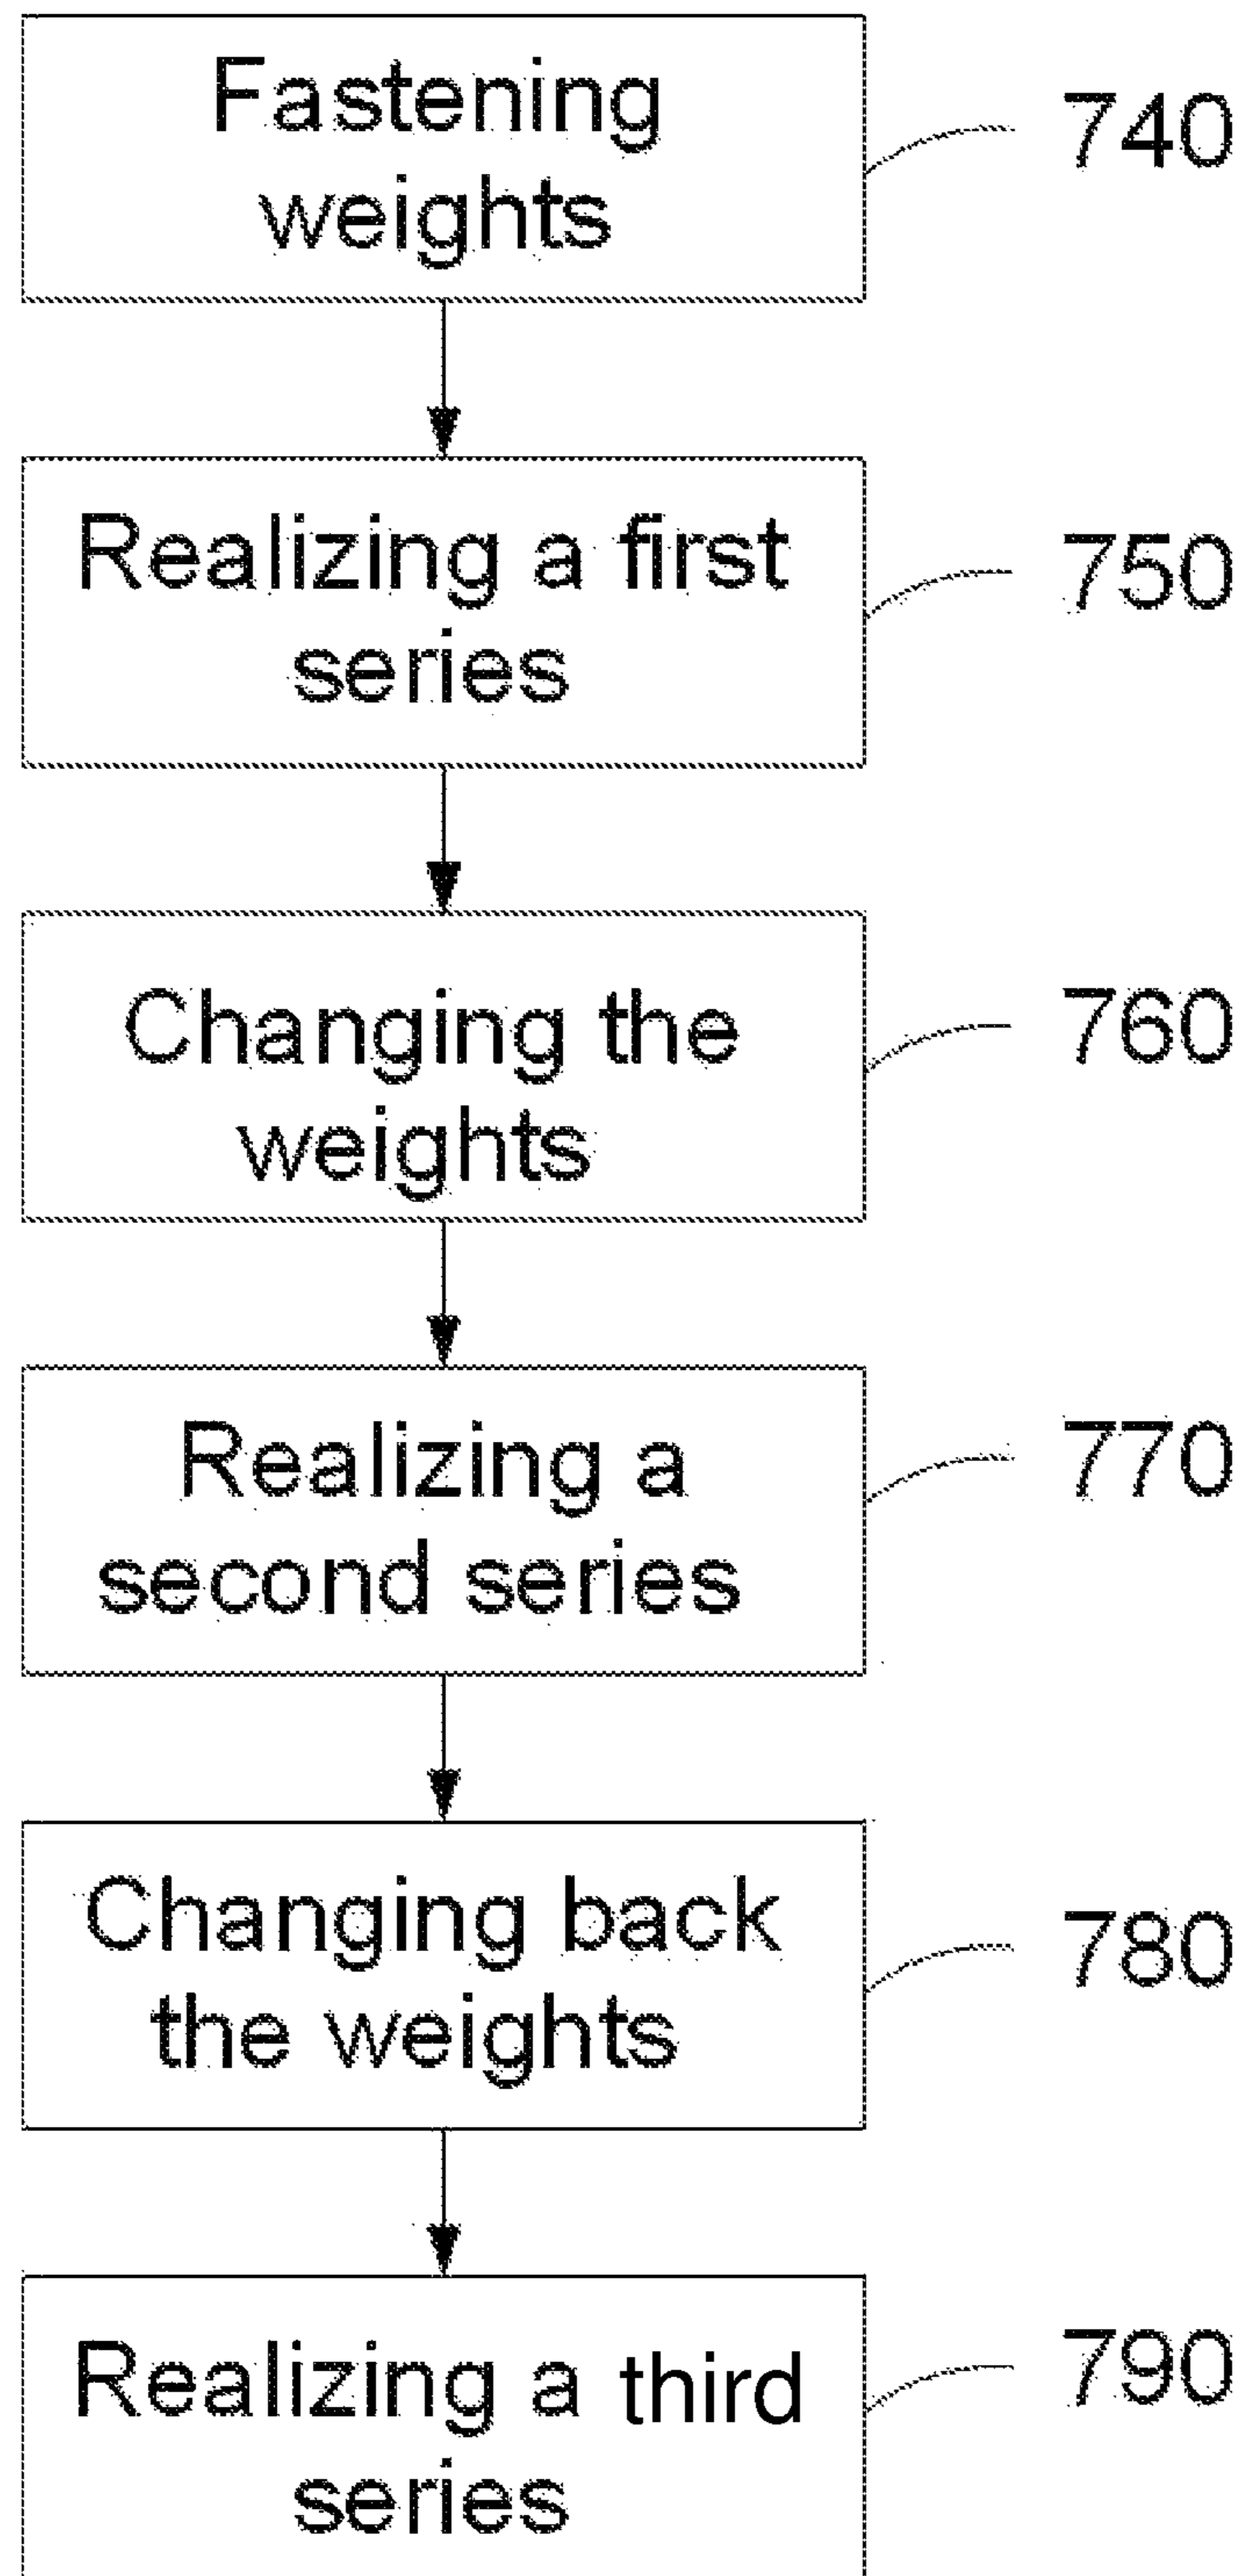 Fastening
weights
740
Realizing a first
series
750
Changing the
weights
760
Realizing a
second series
770
Changing back
the weights
780
Realizing a third
series
790